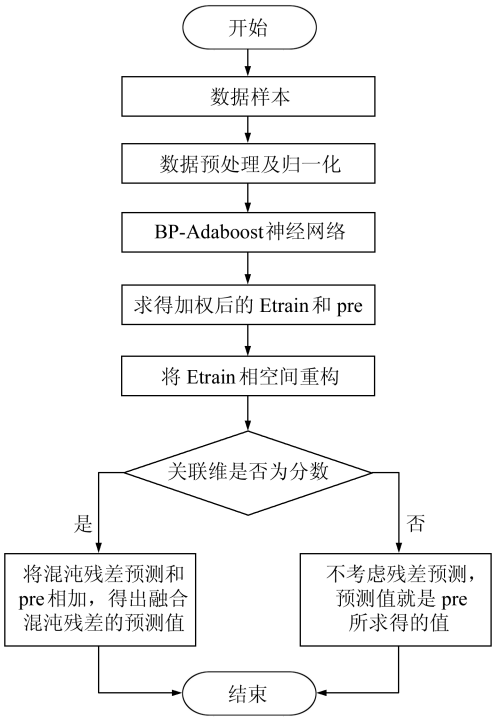 开始
数据样本
数据预处理及归一化
BP-Adaboost神经网络
求得加权后的 Etrain 和 pre
将 Etrain 相空间重构
关联维是否为分数
是
否
将混沌残差预测和
pre 相加，得出融合
混沌残差的预测值
不考虑残差预测，
预测值就是 pre
所求得的值
结束